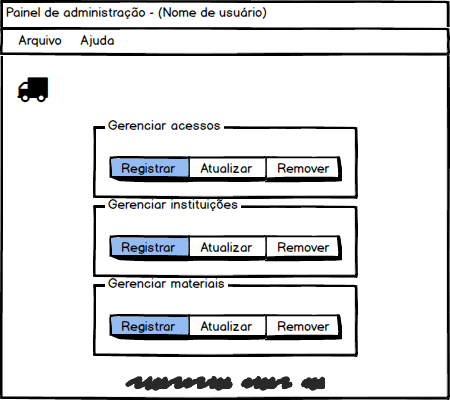 Painel de administração - (Nome de usuário)
Arquivo Ajuda
Gerenciar acessos
Registrar Atualizar Remover
Gerenciar instituições
Registrar Atualizar Remover
Gerenciar materiais
Registrar Atualizar Remover